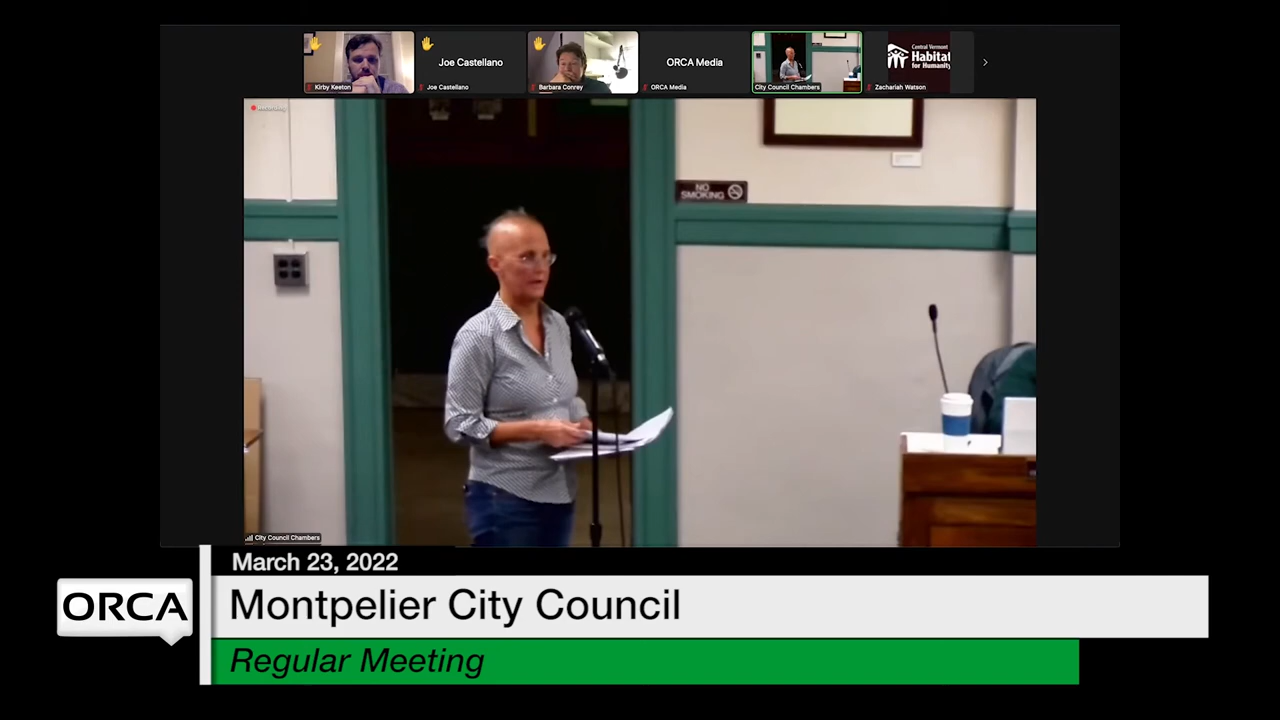 Joe Castellano
ORCA Media
Central Vermont
Habitat
for Humanity
Kirby Keeton
Joe Castellano
Barbara Conrey
ORCA Media
City Council Chambers
Zachariah Watson
Recording
NO
SMOKING
City Council Chambers
March 23, 2022
ORCA
Montpelier City Council
Regular Meeting